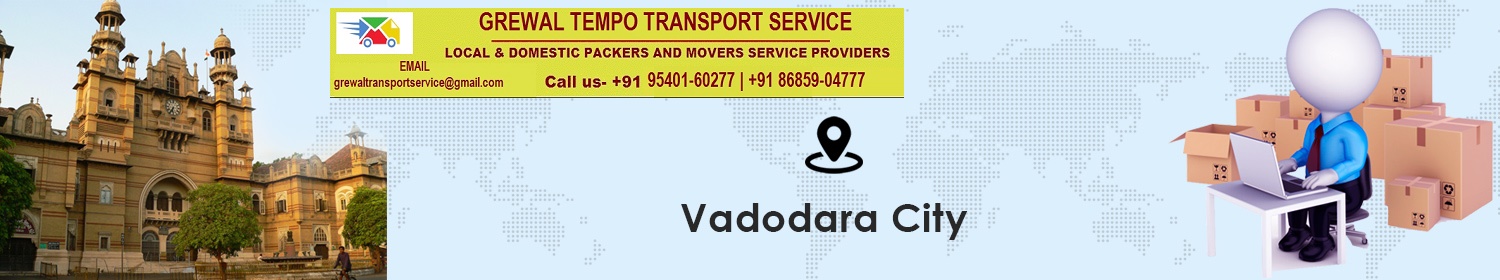 GREWAL TEMPO TRANSPORT SERVICE
LOCAL & DOMESTIC PACKERS AND MOVERS SERVICE PROVIDERS
EMAIL
grewaltransportservice@gmail.com
Call us- +91 95401-60277 | +91 86859-04777
Vadodara City